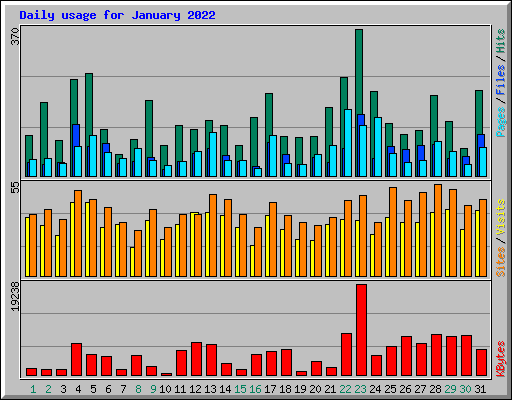 Daily usage for January 2022
370
Pages / Files / Hits
55
Sites / Visits
19238
KBytes
1 2 3 4 5 6 7 8 9 10 11 12 13 14 15 16 17 18 19 20 21 22 23 24 25 26 27 28 29 30 31